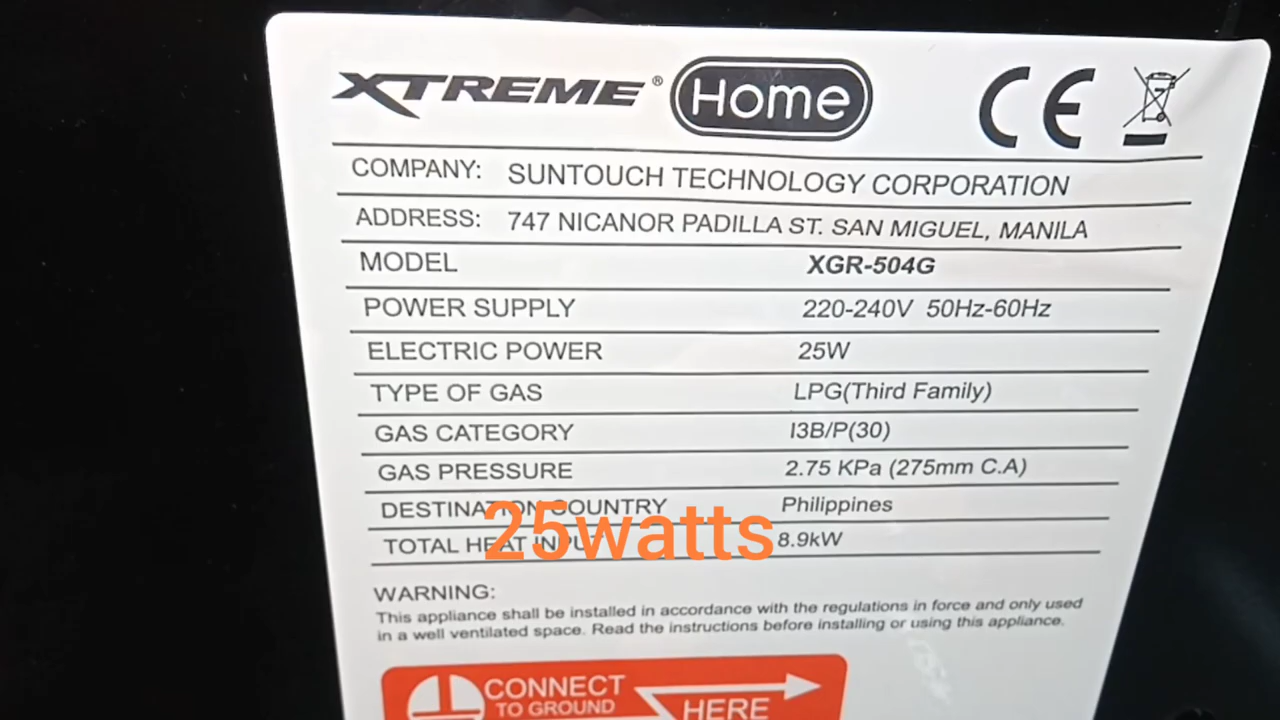 XTREME® Home CE
COMPANY: SUNTOUCH TECHNOLOGY CORPORATION
ADDRESS: 747 NICANOR PADILLA ST. SAN MIGUEL, MANILA
MODEL XGR-504G
POWER SUPPLY 220-240V 50Hz-60Hz
ELECTRIC POWER 25W
TYPE OF GAS LPG(Third Family)
GAS CATEGORY I3B/P(30)
GAS PRESSURE 2.75 KPa (275mm C.A)
DESTINATION COUNTRY Philippines
TOTAL HEAT INPUT 8.9kW
25watts
WARNING:
This appliance shall be installed in accordance with the regulations in force and only used
in a well ventilated space. Read the instructions before installing or using this appliance.
CONNECT
TO GROUND
HERE